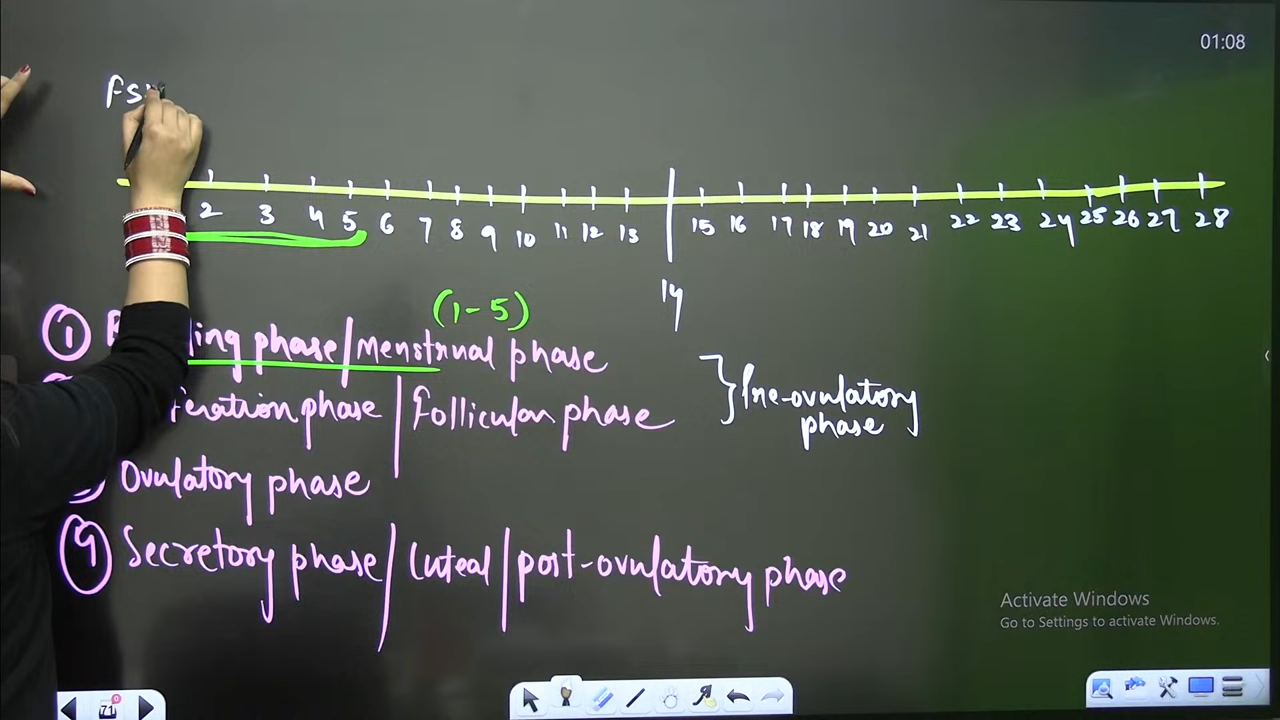 01:08
FS
2 3 4 5 6 7 8 9 10 11 12 13 15 16 17 18 19 20 21 22 23 24 25 26 27 28
14
(1-5)
① ling phase/Menstrual phase
feration phase | Follicular phase
} Pre-ovulatory phase
Ovulatory phase
④ Secretory phase/Luteal/post-ovulatory phase
Activate Windows
Go to Settings to activate Windows.
71
0